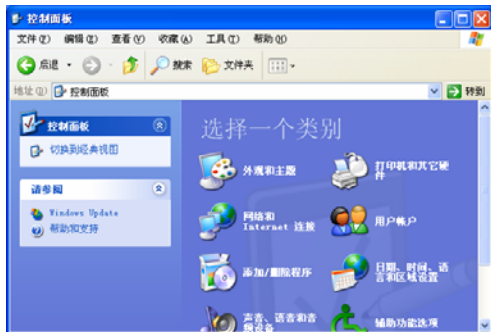 控制面板
文件(F) 编辑(E) 查看(V) 收藏(A) 工具(T) 帮助(H)
后退 搜索 文件夹
地址(D) 控制面板 转到
控制面板
切换到经典视图
请参阅
Windows Update
帮助和支持
选择一个类别
外观和主题
打印机和其它硬
件
网络和
Internet 连接
用户帐户
添加/删除程序
日期、时间、语
言和区域设置
声音、语音和音
频设备
辅助功能选项